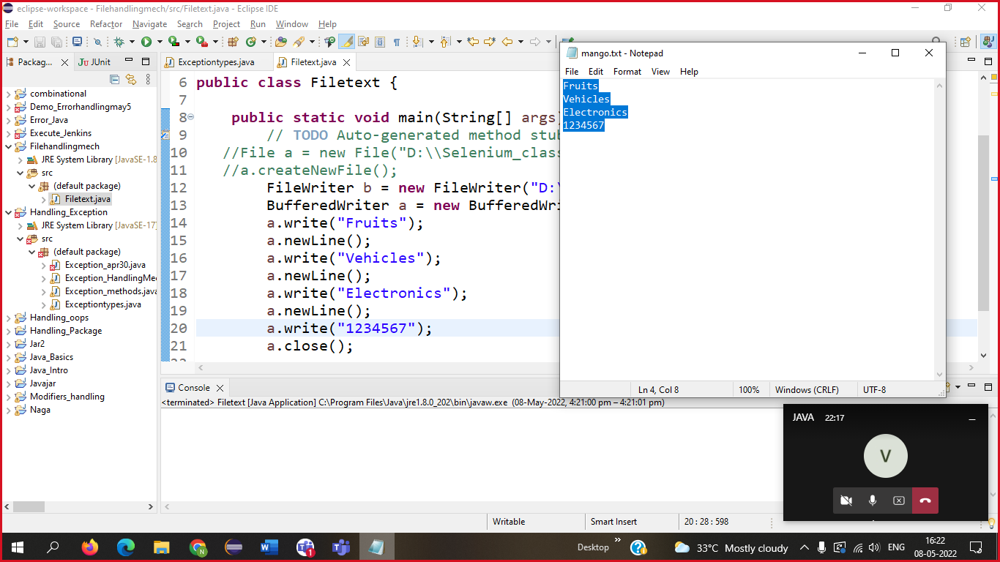 eclipse-workspace - Filehandlingmech/src/Filetext.java - Eclipse IDE
File Edit Source Refactor Navigate Search Project Run Window Help
Packag... JUnit
combinational
Demo_Errorhandlingmay5
Error_Java
Execute_Jenkins
Filehandlingmech
JRE System Library [JavaSE-1.8
src
(default package)
Filetext.java
Handling_Exception
JRE System Library [JavaSE-17]
src
(default package)
Exception_apr30.java
Exception_HandlingMe
Exception_methods.java
Exceptiontypes.java
Handling_oops
Handling_Package
Jar2
Java_Basics
Java_Intro
Javajar
Modifiers_handling
Naga
Exceptiontypes.java Filetext.java
6 public class Filetext {
7
8 public static void main(String[] args)
9 // TODO Auto-generated method stub
10 //File a = new File("D:\\Selenium_class
11 //a.createNewFile();
12 FileWriter b = new FileWriter("D:\
13 BufferedWriter a = new BufferedWri
14 a.write("Fruits");
15 a.newLine();
16 a.write("Vehicles");
17 a.newLine();
18 a.write("Electronics");
19 a.newLine();
20 a.write("1234567");
21 a.close();
mango.txt - Notepad
File Edit Format View Help
Fruits
Vehicles
Electronics
1234567
Ln 4, Col 8 100% Windows (CRLF) UTF-8
Console
<terminated> Filetext [Java Application] C:\Program Files\Java\jre1.8.0_202\bin\javaw.exe (08-May-2022, 4:21:00 pm – 4:21:01 pm)
JAVA 22:17
V
Writable Smart Insert 20 : 28 : 598
Desktop 33°C Mostly cloudy ENG 16:22
08-05-2022